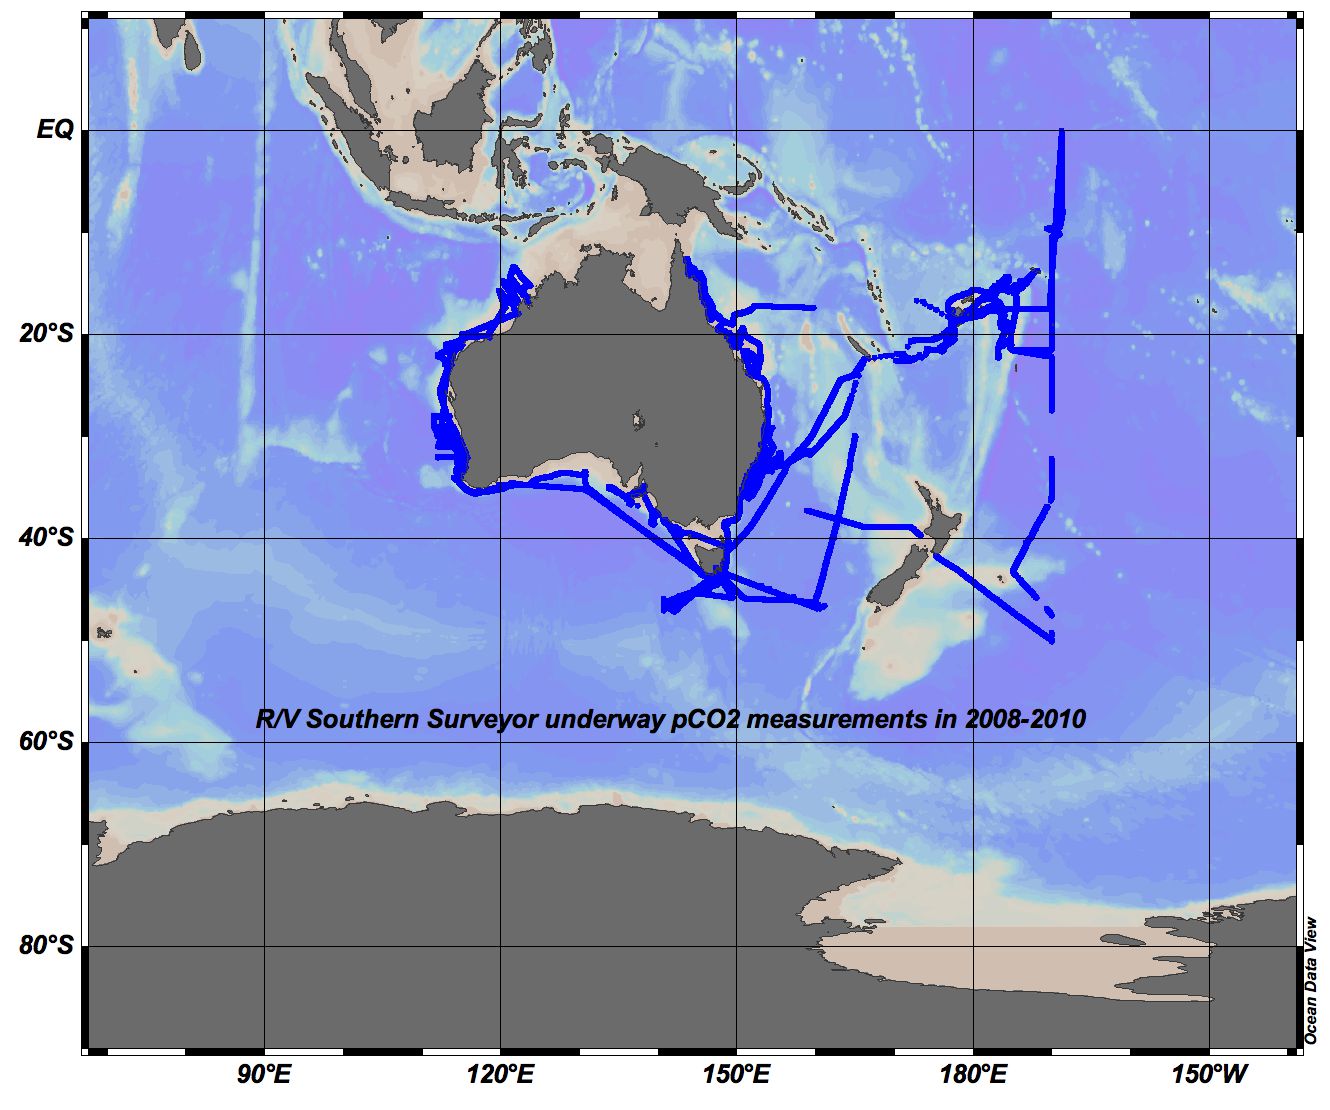 EQ
20°S
40°S
R/V Southern Surveyor underway pCO2 measurements in 2008-2010
60°S
80°S
Ocean Data View
90°E 120°E 150°E 180°E 150°W